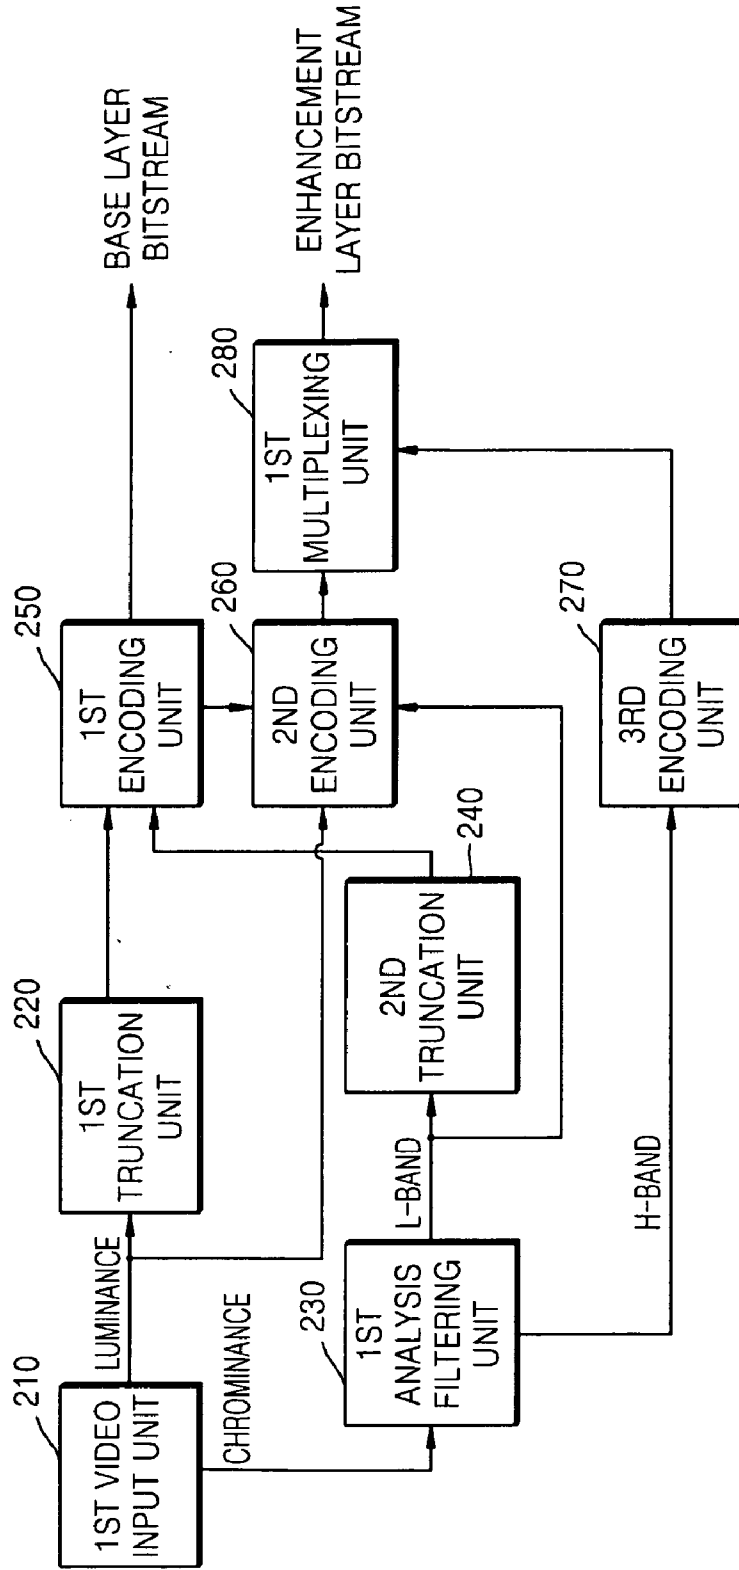 210
1ST VIDEO
INPUT UNIT
LUMINANCE
CHROMINANCE
220
1ST
TRUNCATION
UNIT
230
1ST
ANALYSIS
FILTERING
UNIT
L-BAND
H-BAND
2ND
TRUNCATION
UNIT
240
250
1ST
ENCODING
UNIT
260
2ND
ENCODING
UNIT
270
3RD
ENCODING
UNIT
280
1ST
MULTIPLEXING
UNIT
BASE LAYER
BITSTREAM
ENHANCEMENT
LAYER BITSTREAM